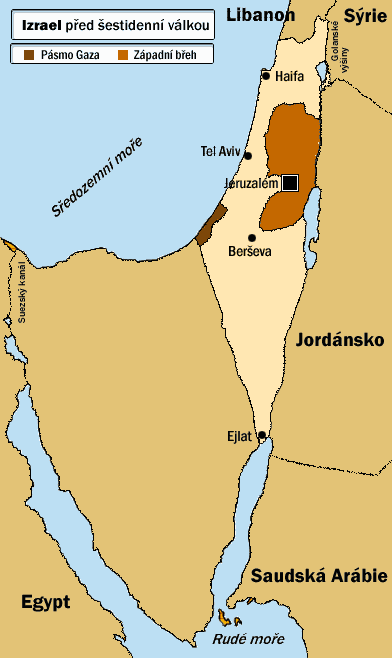 Izrael před šestidenní válkou
Pásmo Gaza
Západní břeh
Libanon
Sýrie
Golanské
výšiny
Haifa
Středozemní moře
Tel Aviv
Jeruzalém
Berševa
Suezský kanál
Jordánsko
Ejlat
Saudská Arábie
Egypt
Rudé moře